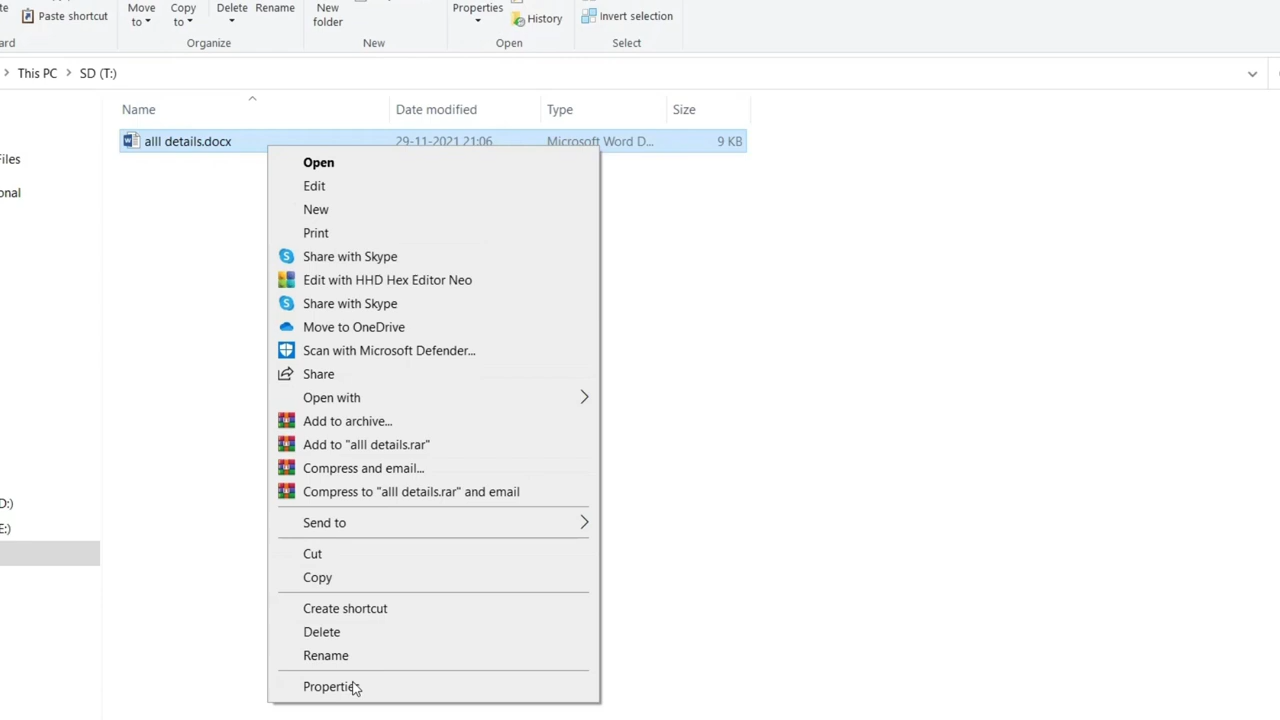 Paste shortcut
Move to
Copy to
Delete
Rename
New folder
Properties
History
Invert selection
Organize
New
Open
Select
This PC
SD (T:)
Name
Date modified
Type
Size
alll details.docx
29-11-2021 21:06
Microsoft Word D...
9 KB
Open
Edit
New
Print
Share with Skype
Edit with HHD Hex Editor Neo
Share with Skype
Move to OneDrive
Scan with Microsoft Defender...
Share
Open with
Add to archive...
Add to "alll details.rar"
Compress and email...
Compress to "alll details.rar" and email
Send to
Cut
Copy
Create shortcut
Delete
Rename
Properties
D:)
E:)